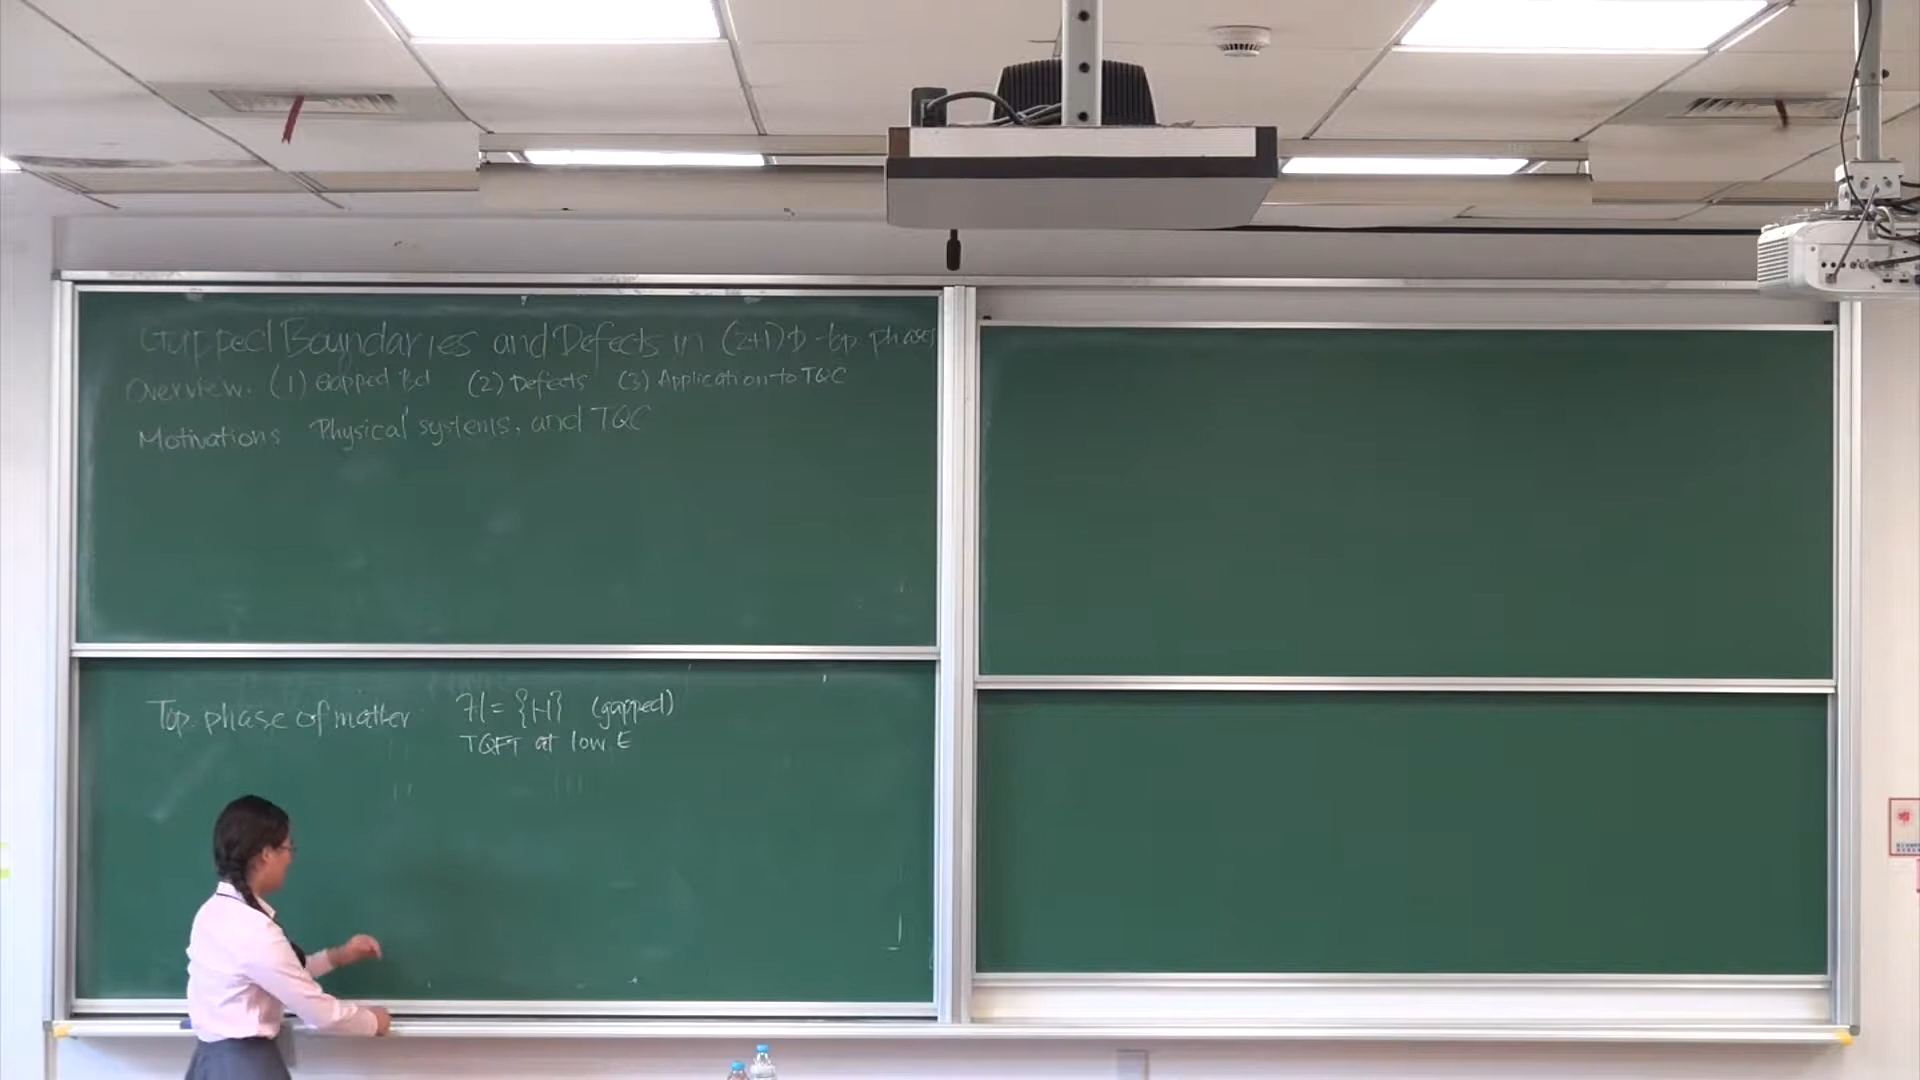 Gapped Boundaries and Defects in (2+1)D top phases
Overview. (1) Gapped Bd (2) Defects (3) Application to TQC
Motivations Physical systems, and TQC
Top. phase of matter H = {H} (gapped)
TQFT at low E